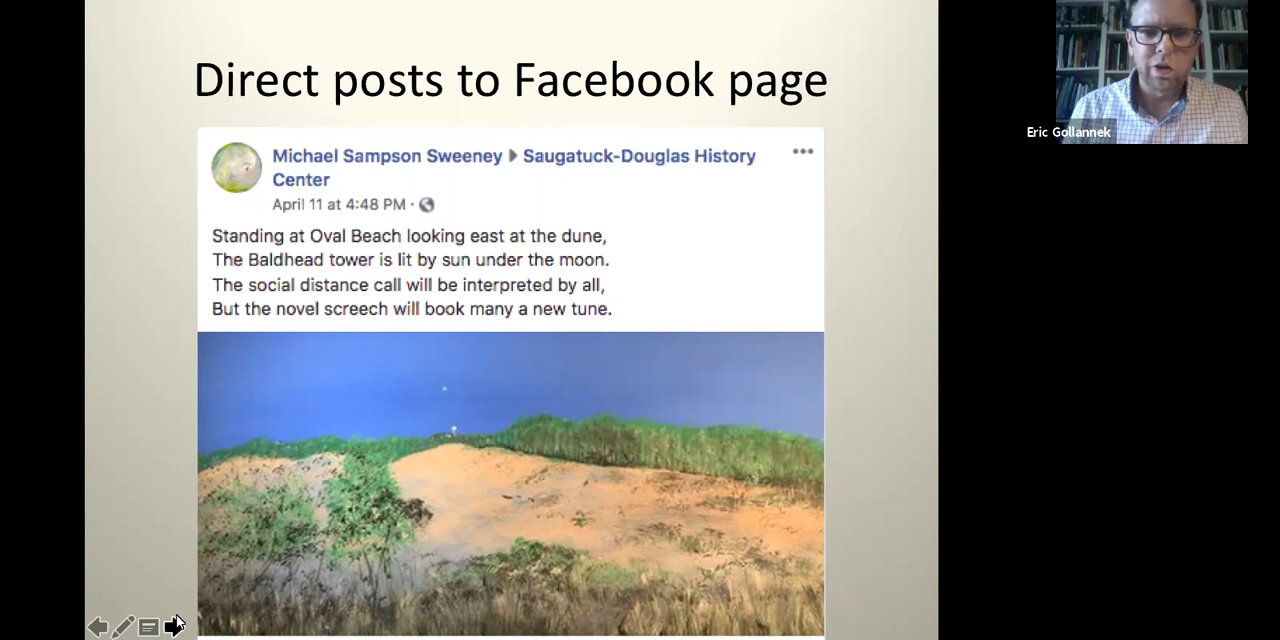 Direct posts to Facebook page
Michael Sampson Sweeney Saugatuck-Douglas History
Center
April 11 at 4:48 PM ·
Standing at Oval Beach looking east at the dune,
The Baldhead tower is lit by sun under the moon.
The social distance call will be interpreted by all,
But the novel screech will book many a new tune.
Eric Gollannek